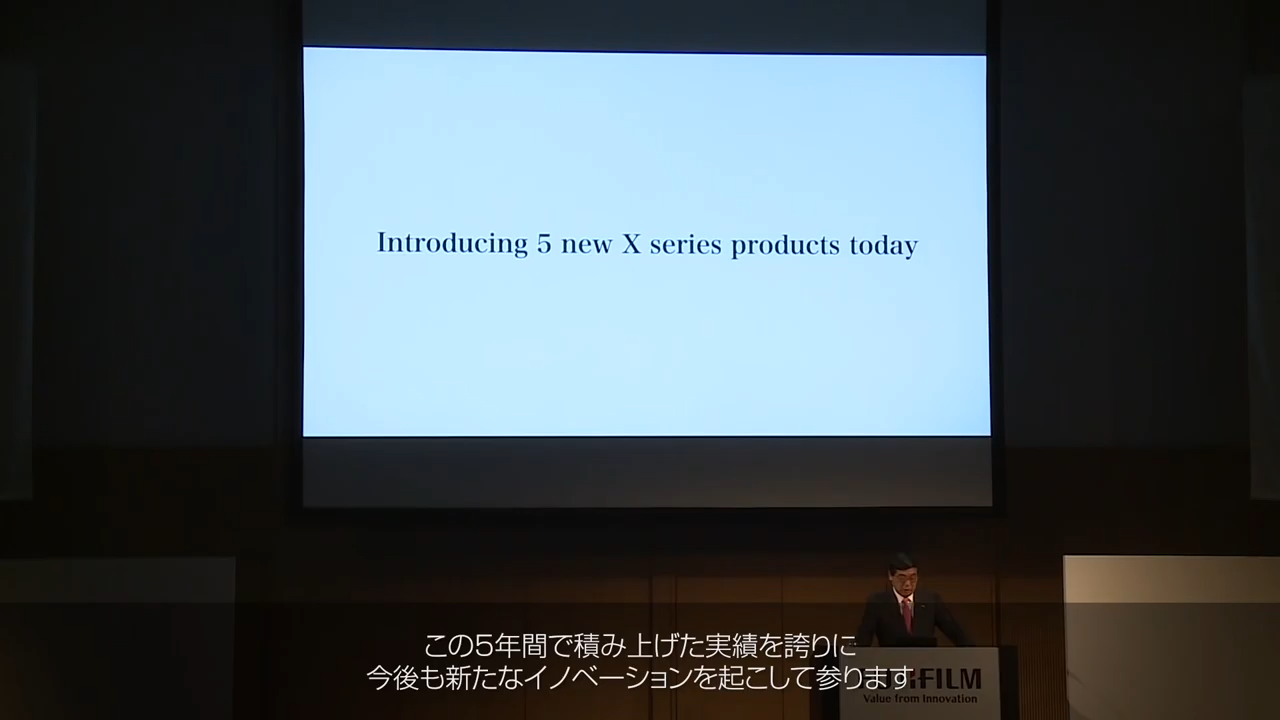 Introducing 5 new X series products today
この5年間で積み上げた実績を誇りに
今後も新たなイノベーションを起こして参ります
FILM
Value from Innovation